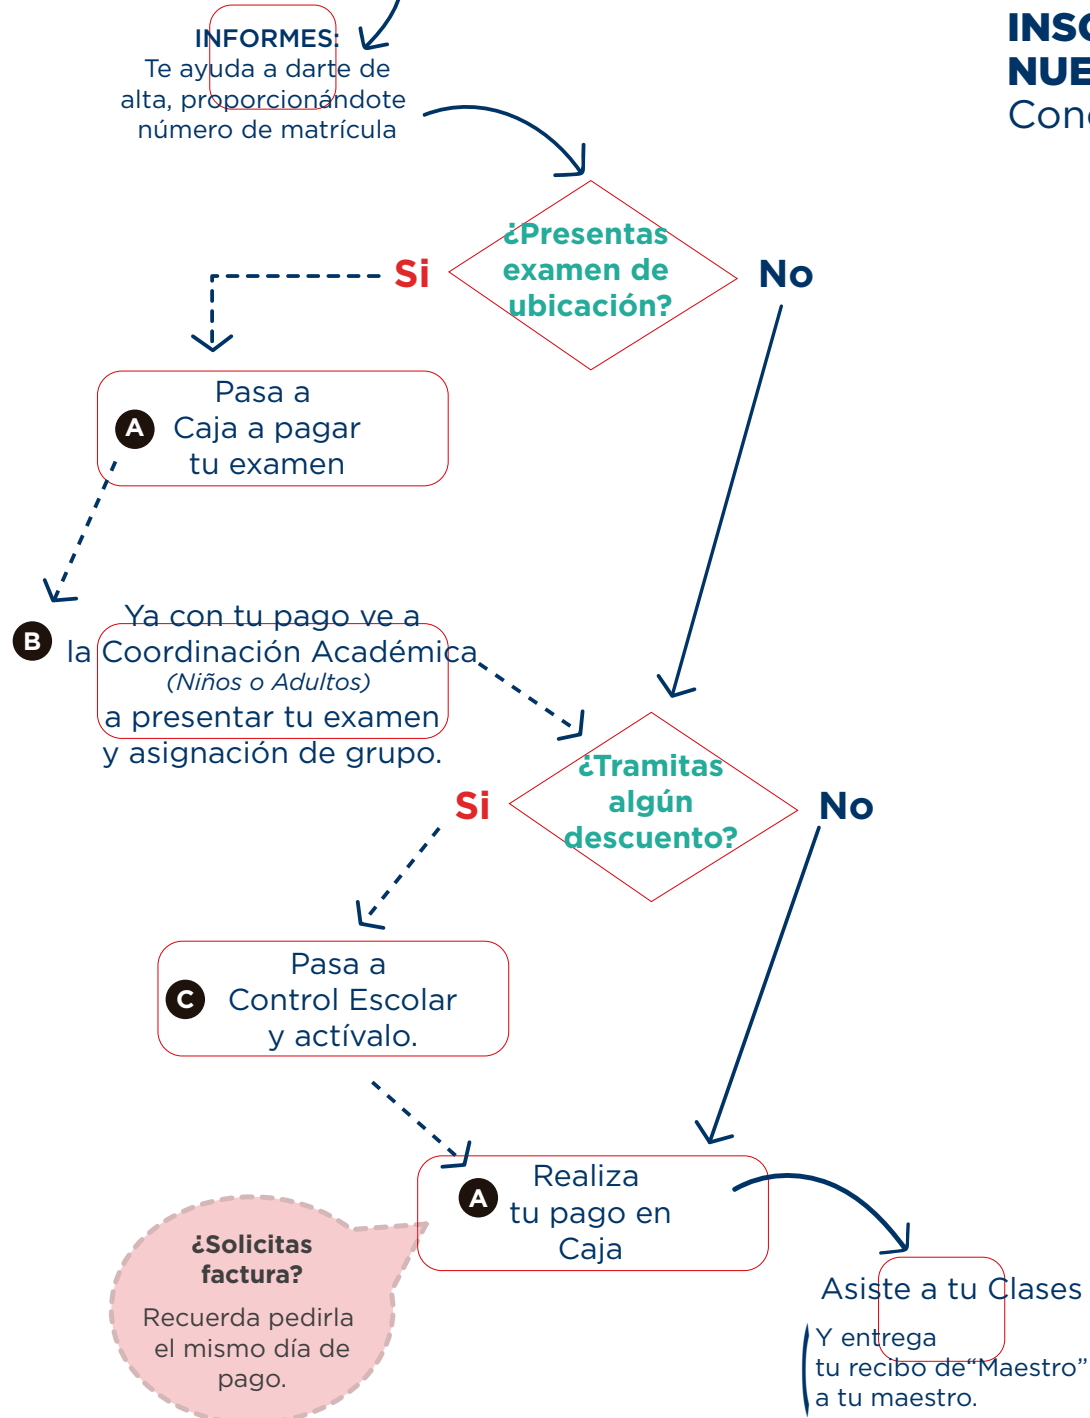 INFORMES:
Te ayuda a darte de
alta, proporcionándote
número de matrícula
¿Presentas
examen de
ubicación?
Si
No
A
Pasa a
Caja a pagar
tu examen
B
Ya con tu pago ve a
la Coordinación Académica
(Niños o Adultos)
a presentar tu examen
y asignación de grupo.
¿Tramitas
algún
descuento?
Si
No
C
Pasa a
Control Escolar
y actívalo.
A
Realiza
tu pago en
Caja
¿Solicitas
factura?
Recuerda pedirla
el mismo día de
pago.
Asiste a tu Clases
Y entrega
tu recibo de“Maestro”
a tu maestro.